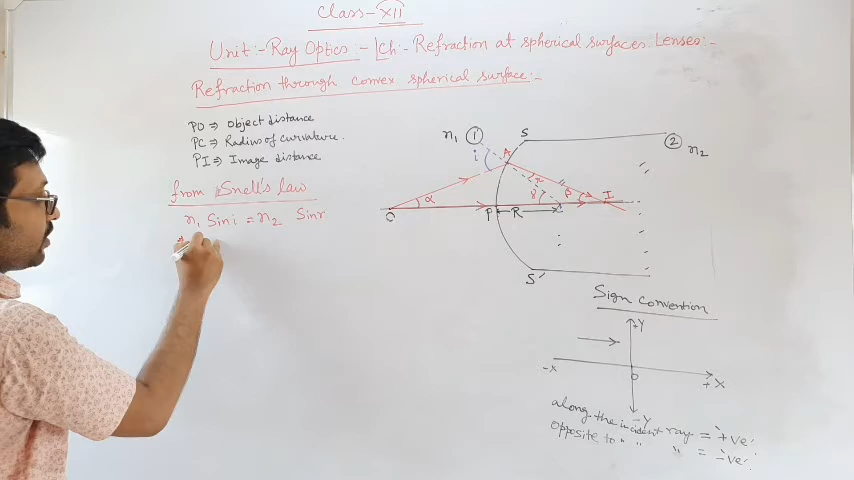 Class-XII
Unit:- Ray Optics:- [Ch:- Refraction at spherical surfaces Lenses:-
Refraction through convex spherical surface:-
PO ⇒ Object distance
PC ⇒ Radius of curvature.
PI ⇒ Image distance
from Snell's law
n₁ Sini = n₂ Sinr
n₁ ① S ② n₂
i A
r
α γ β I
O P R C
S'
Sign convention
+Y
-X O +X
-Y
along the incident ray = +ve.
opposite to " " " = -ve.